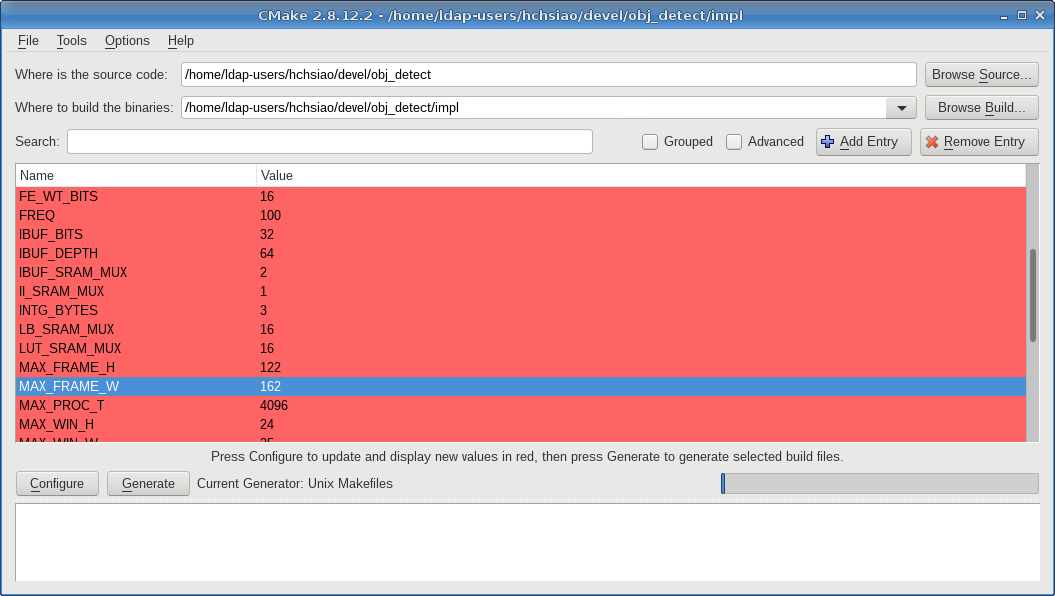 CMake 2.8.12.2 - /home/ldap-users/hchsiao/devel/obj_detect/impl
File Tools Options Help
Where is the source code: /home/ldap-users/hchsiao/devel/obj_detect Browse Source...
Where to build the binaries: /home/ldap-users/hchsiao/devel/obj_detect/impl Browse Build...
Search: Grouped Advanced Add Entry Remove Entry
Name Value
FE_WT_BITS 16
FREQ 100
IBUF_BITS 32
IBUF_DEPTH 64
IBUF_SRAM_MUX 2
II_SRAM_MUX 1
INTG_BYTES 3
LB_SRAM_MUX 16
LUT_SRAM_MUX 16
MAX_FRAME_H 122
MAX_FRAME_W 162
MAX_PROC_T 4096
MAX_WIN_H 24
MAX_WIN_W
Press Configure to update and display new values in red, then press Generate to generate selected build files.
Configure Generate Current Generator: Unix Makefiles